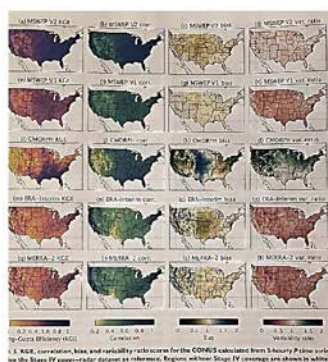 (a) MSWEP V2 KGE (b) MSWEP V2 corr. (c) MSWEP V2 bias (d) MSWEP V2 var. ratio
(e) MSWEP V1 KGE (f) MSWEP V1 corr. (g) MSWEP V1 bias (h) MSWEP V1 var. ratio
(i) CMORPH KGE (j) CMORPH corr. (k) CMORPH bias (l) CMORPH var. ratio
(m) ERA-Interim KGE (n) ERA-Interim corr. (o) ERA-Interim bias (p) ERA-Interim var. ratio
(q) MERRA-2 KGE (r) MERRA-2 corr. (s) MERRA-2 bias (t) MERRA-2 var. ratio
Efficiency (KGE) Correlation Bias Variability ratio
KGE, correlation, bias, and variability ratio scores for the CONUS calculated from 3-hourly P time
the Stage IV gauge–radar dataset as reference. Regions without Stage IV coverage are shown in white